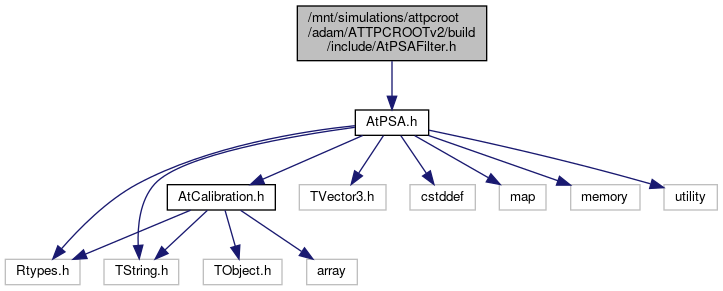 /mnt/simulations/attpcroot
/adam/ATTPCROOTv2/build
/include/AtPSAFilter.h
AtPSA.h
AtCalibration.h
TVector3.h
cstddef
map
memory
utility
Rtypes.h
TString.h
TObject.h
array